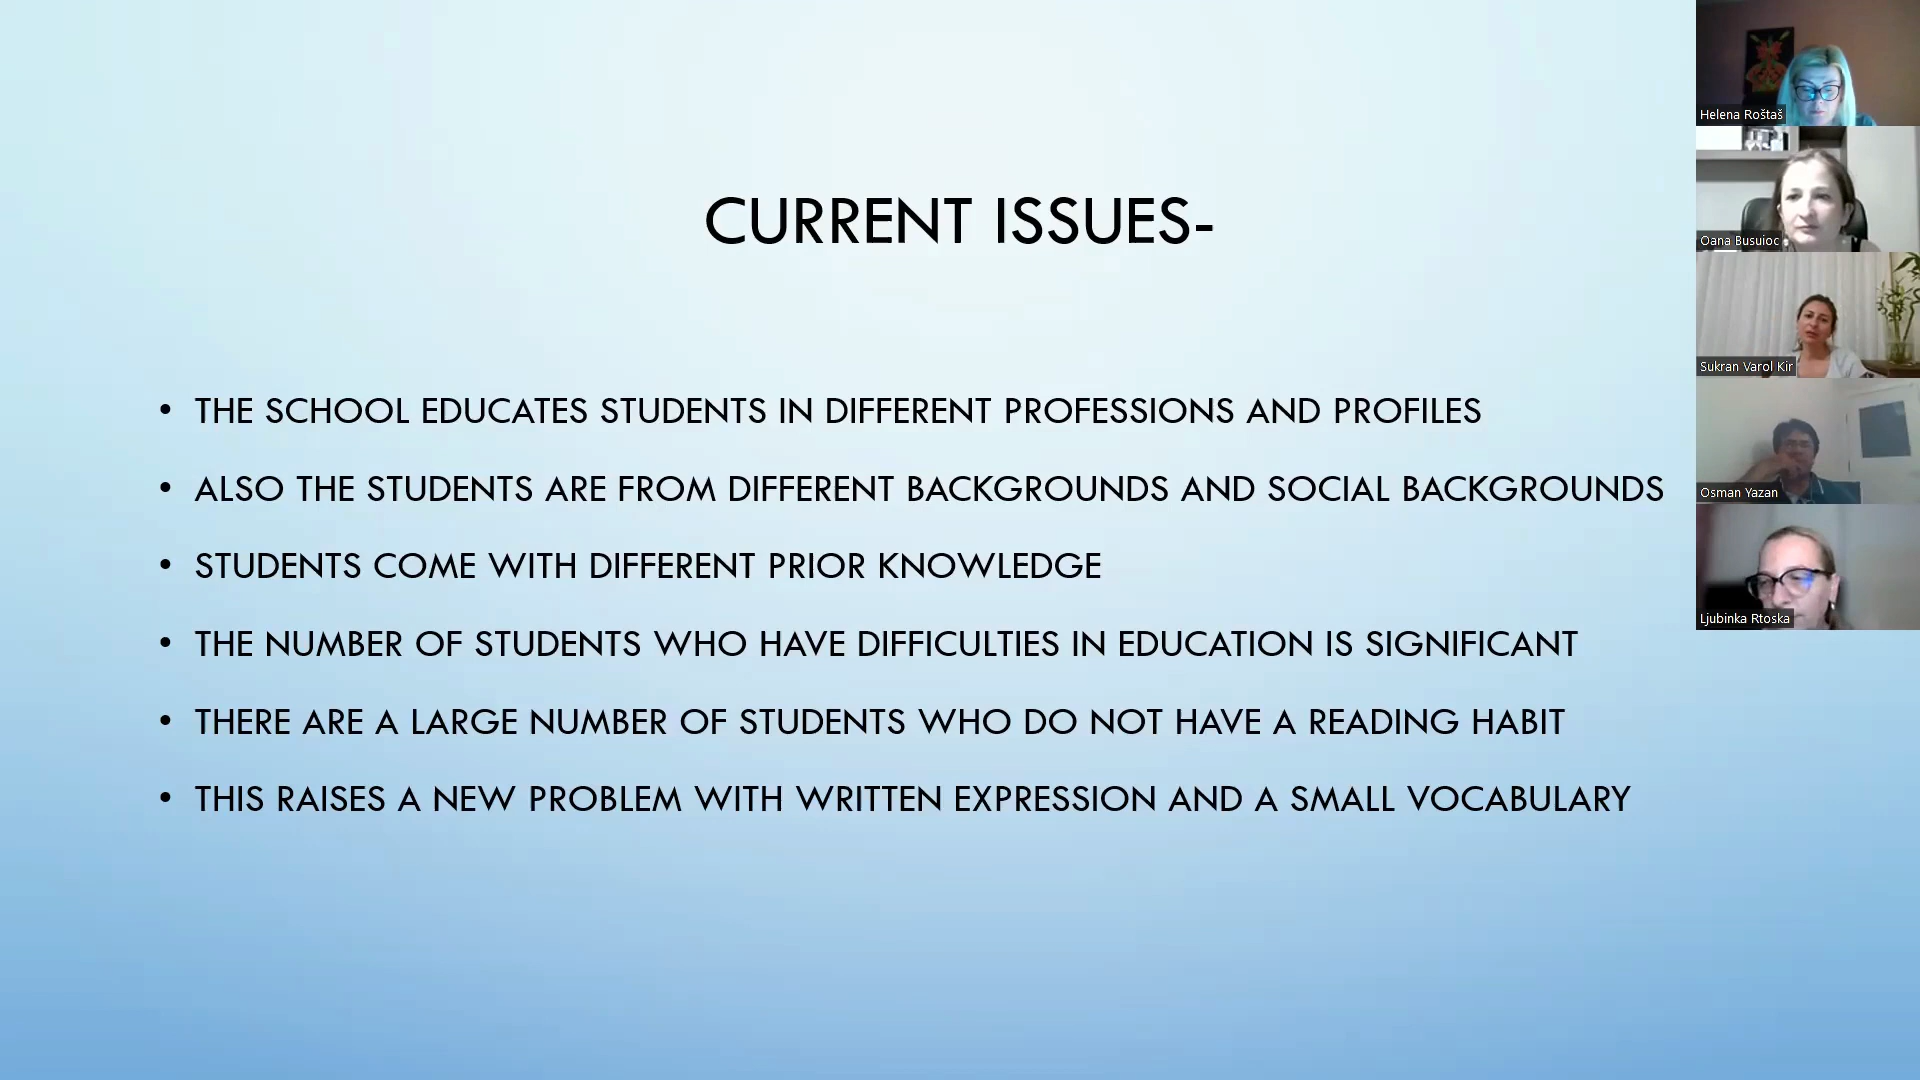 CURRENT ISSUES-
• THE SCHOOL EDUCATES STUDENTS IN DIFFERENT PROFESSIONS AND PROFILES
• ALSO THE STUDENTS ARE FROM DIFFERENT BACKGROUNDS AND SOCIAL BACKGROUNDS
• STUDENTS COME WITH DIFFERENT PRIOR KNOWLEDGE
• THE NUMBER OF STUDENTS WHO HAVE DIFFICULTIES IN EDUCATION IS SIGNIFICANT
• THERE ARE A LARGE NUMBER OF STUDENTS WHO DO NOT HAVE A READING HABIT
• THIS RAISES A NEW PROBLEM WITH WRITTEN EXPRESSION AND A SMALL VOCABULARY
Helena Roštaš
Oana Busuioc
Sukran Varol Kir
Osman Yazan
Ljubinka Rtoska